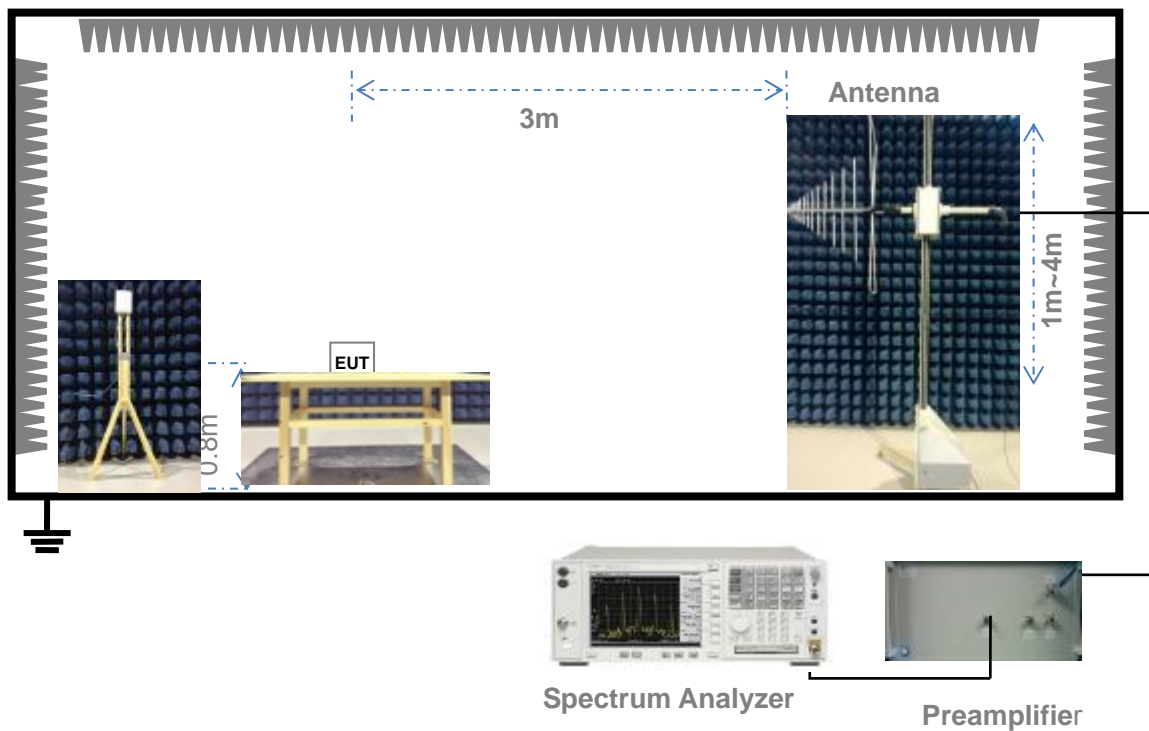 Antenna
3m
1m~4m
EUT
0.8m
Spectrum Analyzer
Preamplifier